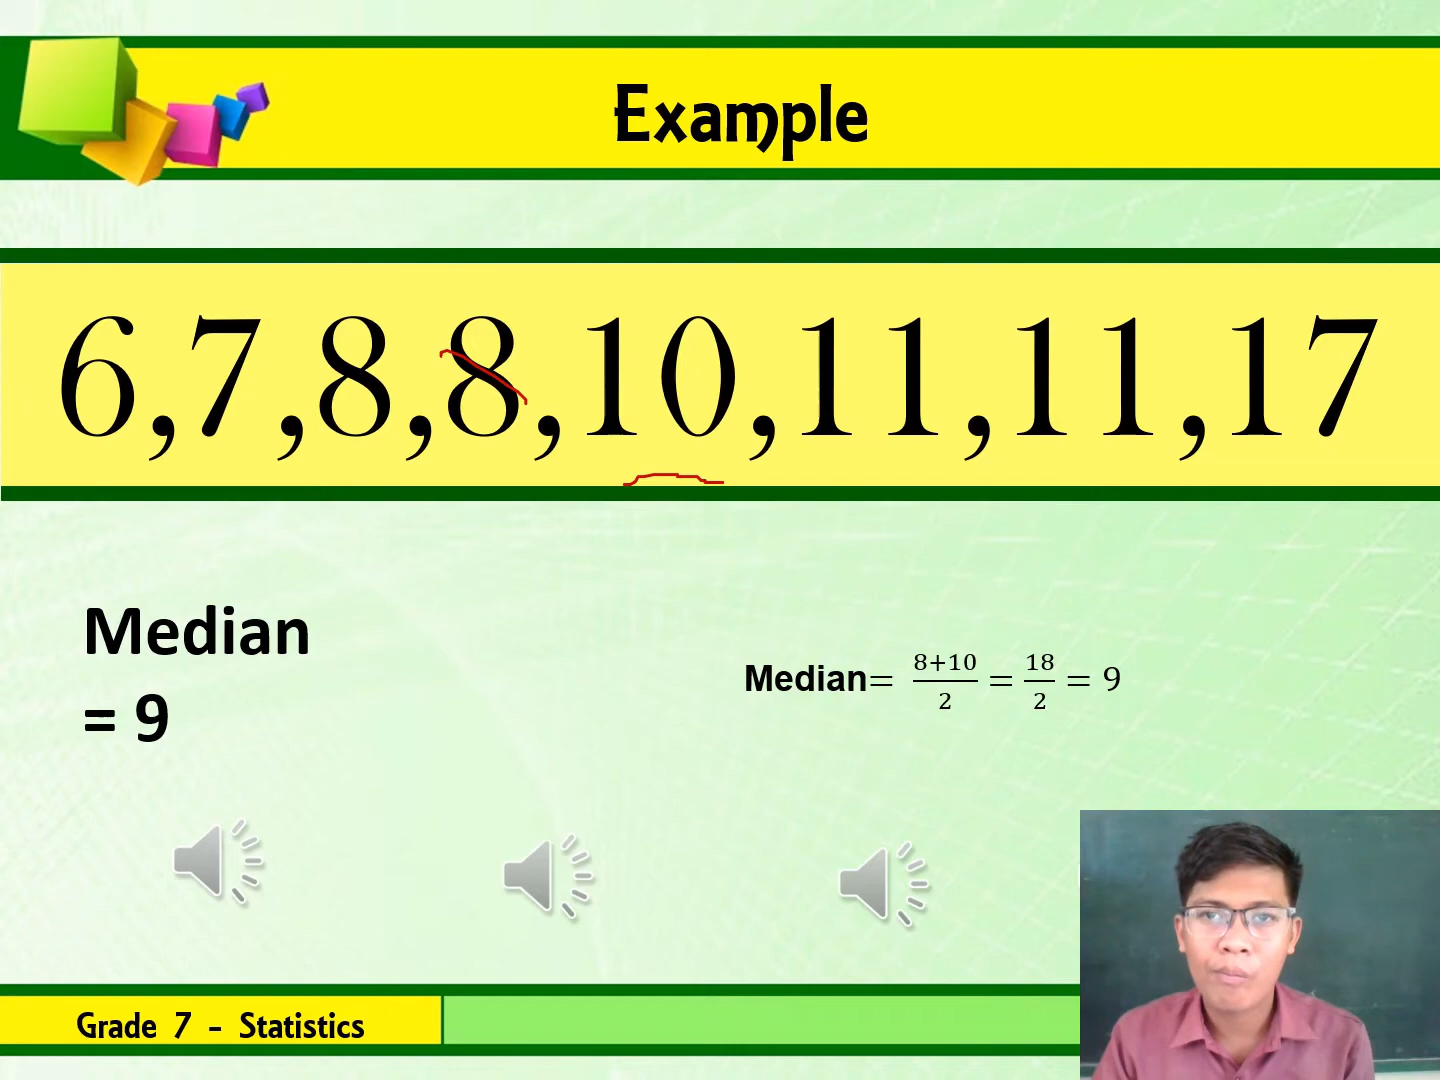 Example
6,7,8,8,10,11,11,17
Median
= 9
Median= 8+10/2 = 18/2 = 9
Grade 7 - Statistics